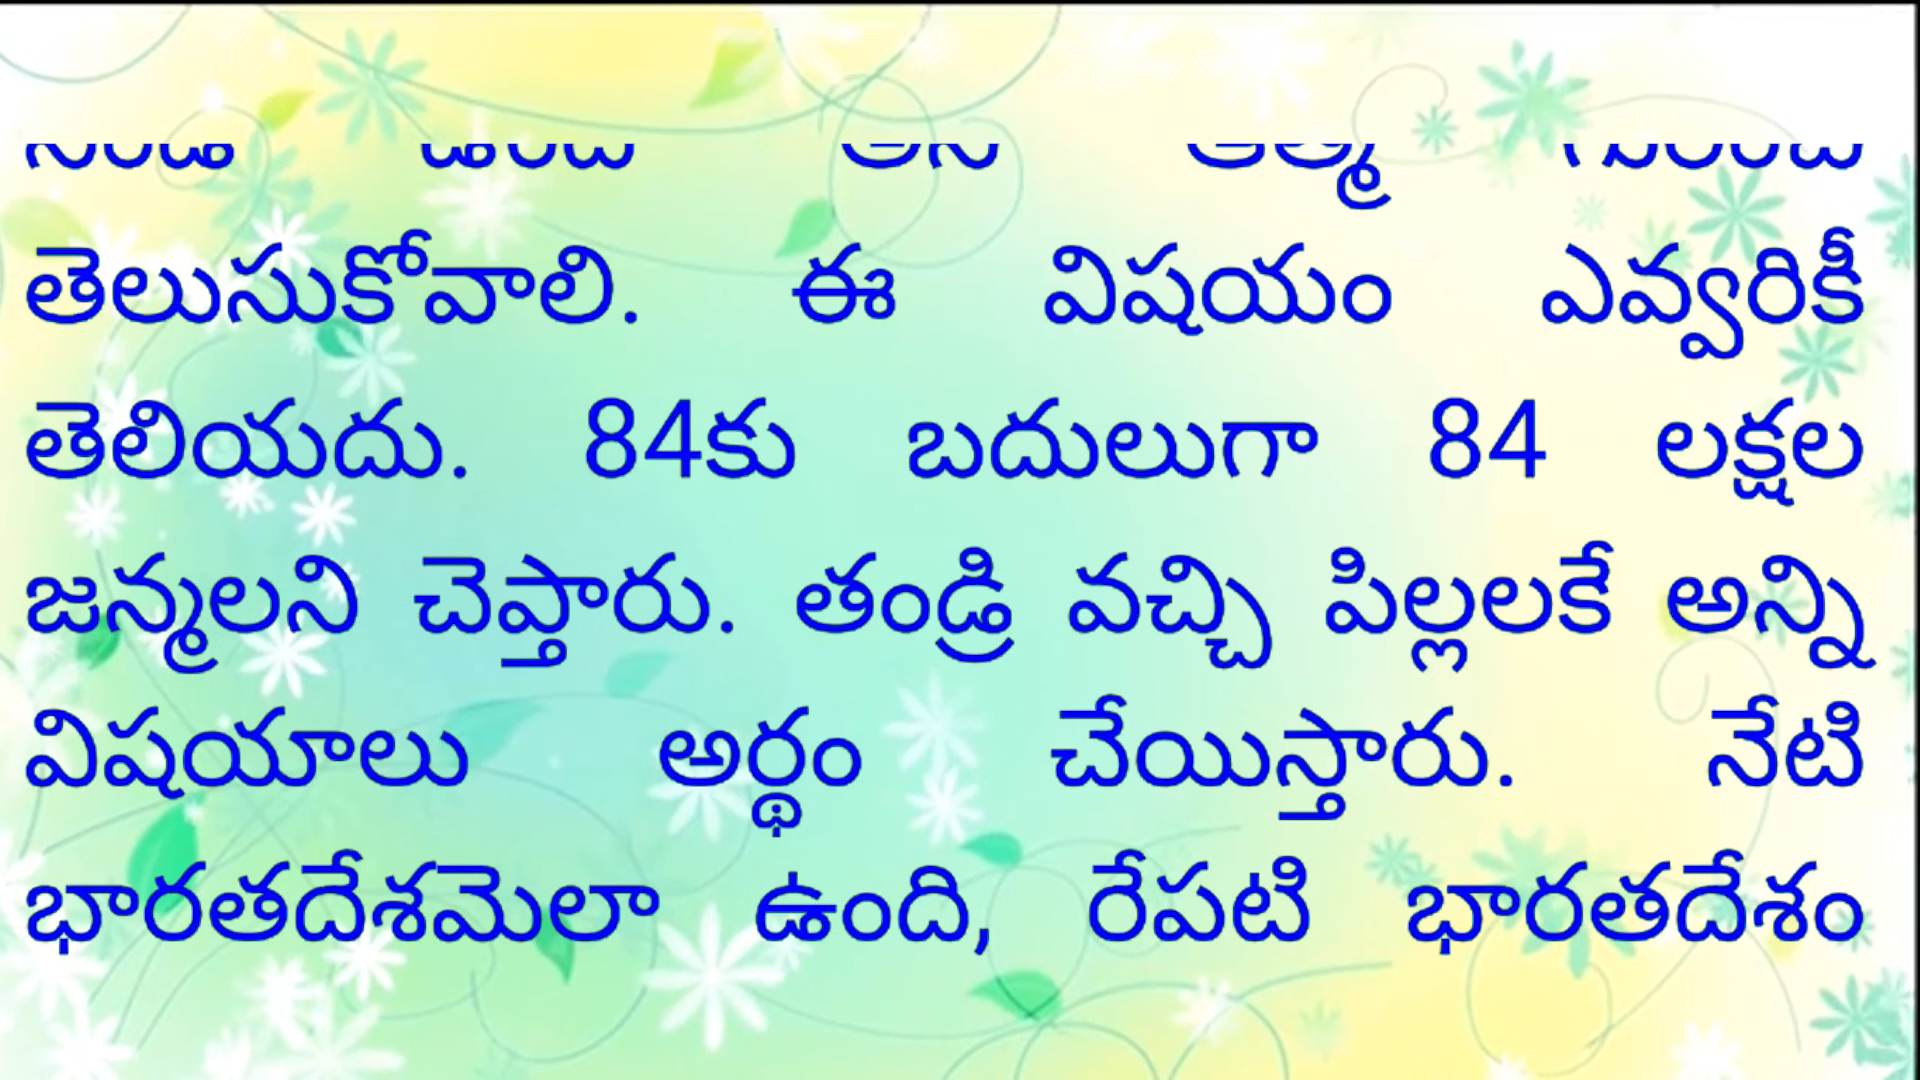 తెలుసుకోవాలి. ఈ విషయం ఎవ్వరికీ
తెలియదు. 84కు బదులుగా 84 లక్షల
జన్మలని చెప్తారు. తండ్రి వచ్చి పిల్లలకే అన్ని
విషయాలు అర్థం చేయిస్తారు. నేటి
భారతదేశమెలా ఉంది, రేపటి భారతదేశం